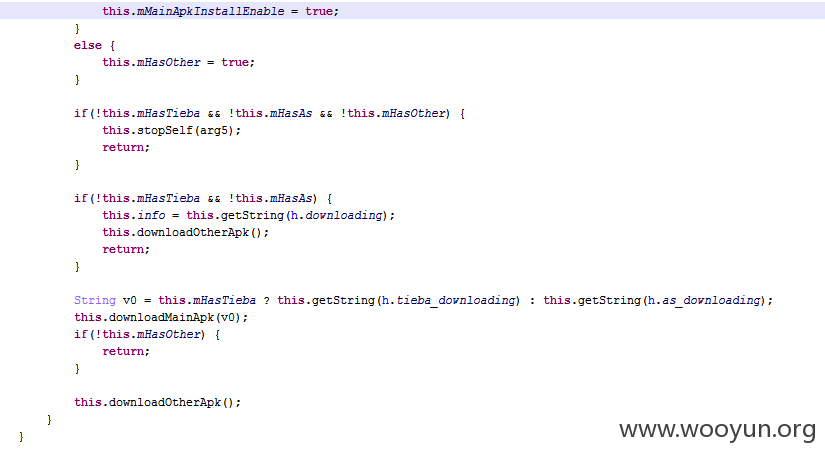 this.mMainApkInstallEnable = true;
}
else {
this.mHasOther = true;
}
if(!this.mHasTieba && !this.mHasAs && !this.mHasOther) {
this.stopSelf(arg5);
return;
}
if(!this.mHasTieba && !this.mHasAs) {
this.info = this.getString(h.downloading);
this.downloadOtherApk();
return;
}
String v0 = this.mHasTieba ? this.getString(h.tieba_downloading) : this.getString(h.as_downloading);
this.downloadMainApk(v0);
if(!this.mHasOther) {
return;
}
this.downloadOtherApk();
}
}
www.wooyun.org